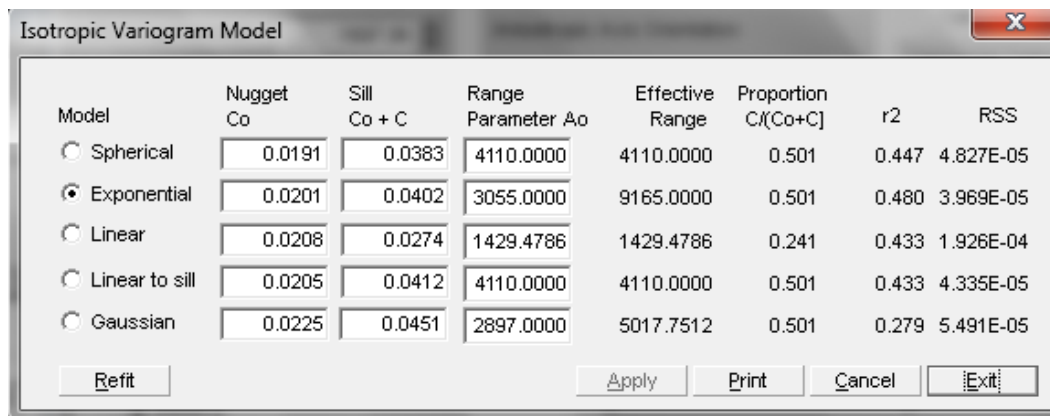 Isotropic Variogram Model
Nugget Sill Range Effective Proportion
Model Co Co + C Parameter Ao Range C/(Co+C] r2 RSS
Spherical 0.0191 0.0383 4110.0000 4110.0000 0.501 0.447 4.827E-05
Exponential 0.0201 0.0402 3055.0000 9165.0000 0.501 0.480 3.969E-05
Linear 0.0208 0.0274 1429.4786 1429.4786 0.241 0.433 1.926E-04
Linear to sill 0.0205 0.0412 4110.0000 4110.0000 0.501 0.433 4.335E-05
Gaussian 0.0225 0.0451 2897.0000 5017.7512 0.501 0.279 5.491E-05
Refit Apply Print Cancel Exit